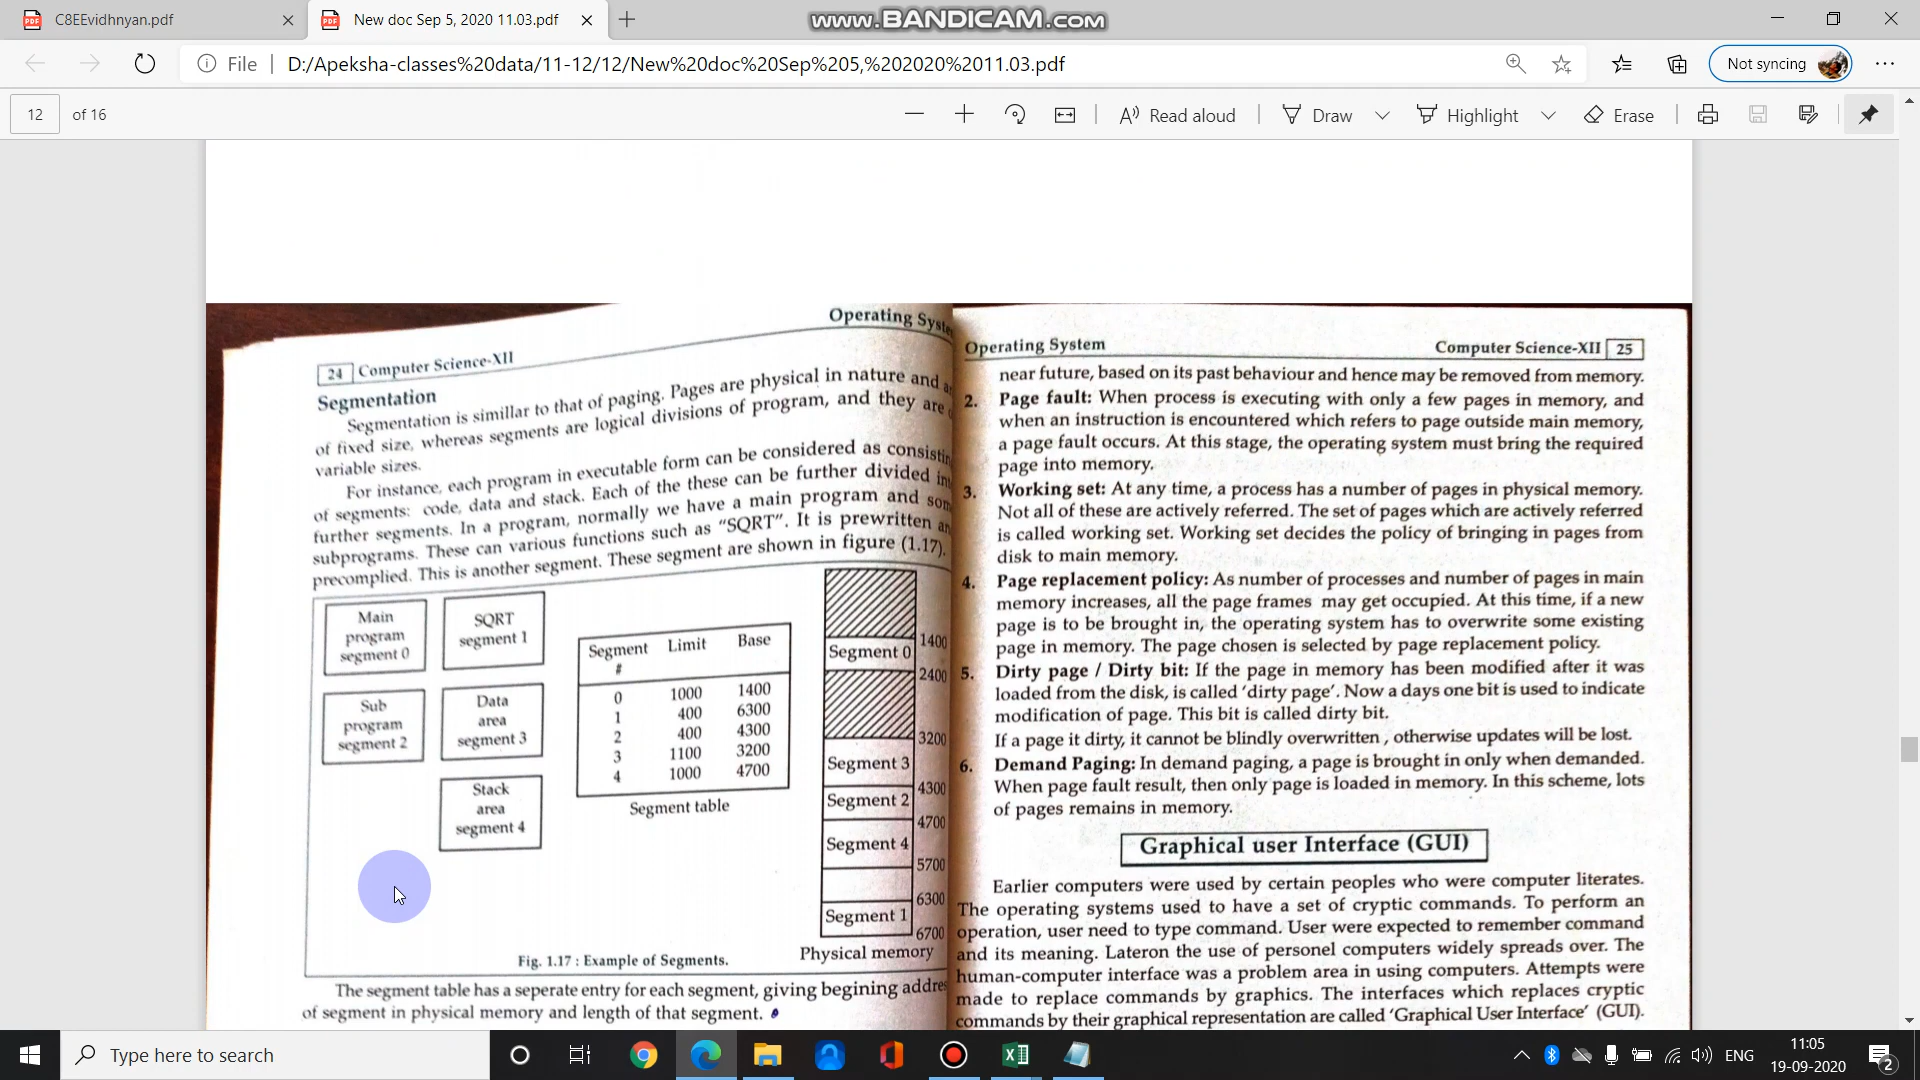 C8EEvidhnyan.pdf
New doc Sep 5, 2020 11.03.pdf
www.BANDICAM.com
File
D:/Apeksha-classes%20data/11-12/12/New%20doc%20Sep%205,%202020%2011.03.pdf
Not syncing
12 of 16
Read aloud
Draw
Highlight
Erase
Operating Syste
24 Computer Science-XII
Segmentation
Segmentation is simillar to that of paging. Pages are physical in nature and
of fixed size, whereas segments are logical divisions of program, and they are
variable sizes.
For instance, each program in executable form can be considered as consistin
of segments: code, data and stack. Each of the these can be further divided in
further segments. In a program, normally we have a main program and som
subprograms. These can various functions such as "SQRT". It is prewritten an
precomplied. This is another segment. These segment are shown in figure (1.17).
Main
program
segment 0
SQRT
segment 1
Sub
program
segment 2
Data
area
segment 3
Stack
area
segment 4
Segment # Limit Base
0 1000 1400
1 400 6300
2 400 4300
3 1100 3200
4 1000 4700
Segment table
1400
Segment 0
2400
3200
Segment 3
4300
Segment 2
4700
Segment 4
5700
6300
Segment 1
6700
Physical memory
Fig. 1.17 : Example of Segments.
The segment table has a seperate entry for each segment, giving begining addre
of segment in physical memory and length of that segment.
Operating System
Computer Science-XII 25
near future, based on its past behaviour and hence may be removed from memory.
2. Page fault: When process is executing with only a few pages in memory, and
when an instruction is encountered which refers to page outside main memory,
a page fault occurs. At this stage, the operating system must bring the required
page into memory.
3. Working set: At any time, a process has a number of pages in physical memory.
Not all of these are actively referred. The set of pages which are actively referred
is called working set. Working set decides the policy of bringing in pages from
disk to main memory.
4. Page replacement policy: As number of processes and number of pages in main
memory increases, all the page frames may get occupied. At this time, if a new
page is to be brought in, the operating system has to overwrite some existing
page in memory. The page chosen is selected by page replacement policy.
5. Dirty page / Dirty bit: If the page in memory has been modified after it was
loaded from the disk, is called 'dirty page'. Now a days one bit is used to indicate
modification of page. This bit is called dirty bit.
If a page it dirty, it cannot be blindly overwritten , otherwise updates will be lost.
6. Demand Paging: In demand paging, a page is brought in only when demanded.
When page fault result, then only page is loaded in memory. In this scheme, lots
of pages remains in memory.
Graphical user Interface (GUI)
Earlier computers were used by certain peoples who were computer literates.
The operating systems used to have a set of cryptic commands. To perform an
operation, user need to type command. User were expected to remember command
and its meaning. Lateron the use of personel computers widely spreads over. The
human-computer interface was a problem area in using computers. Attempts were
made to replace commands by graphics. The interfaces which replaces cryptic
commands by their graphical representation are called 'Graphical User Interface' (GUI).
Type here to search
ENG
11:05
19-09-2020
2